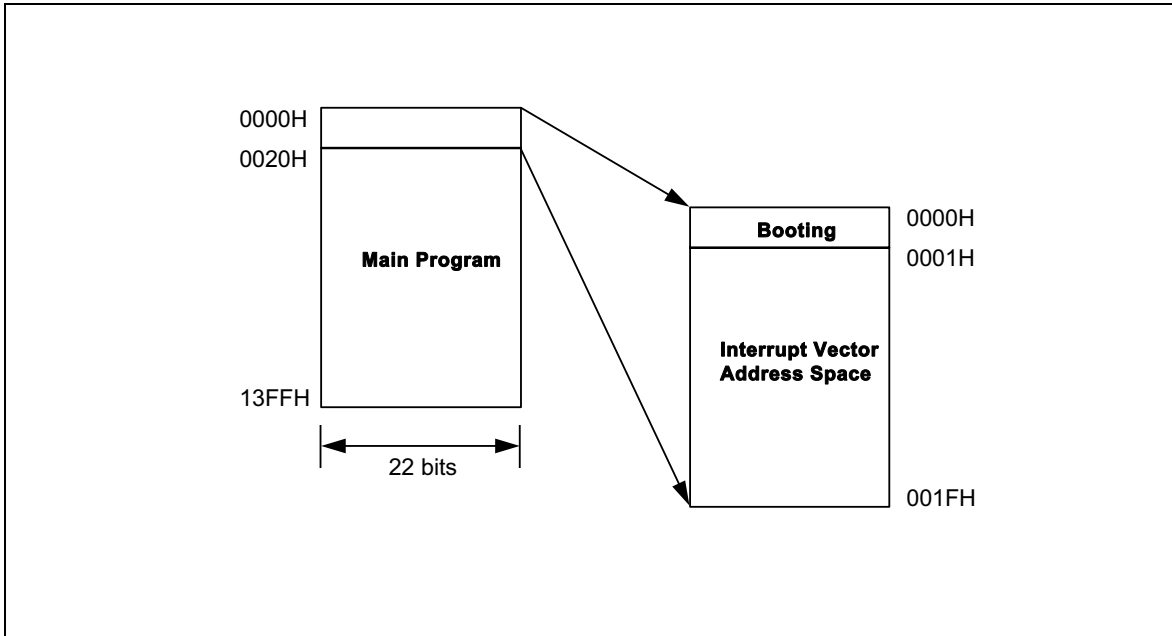 0000H
0020H
Main Program
13FFH
22 bits
Booting
0000H
0001H
Interrupt Vector
Address Space
001FH